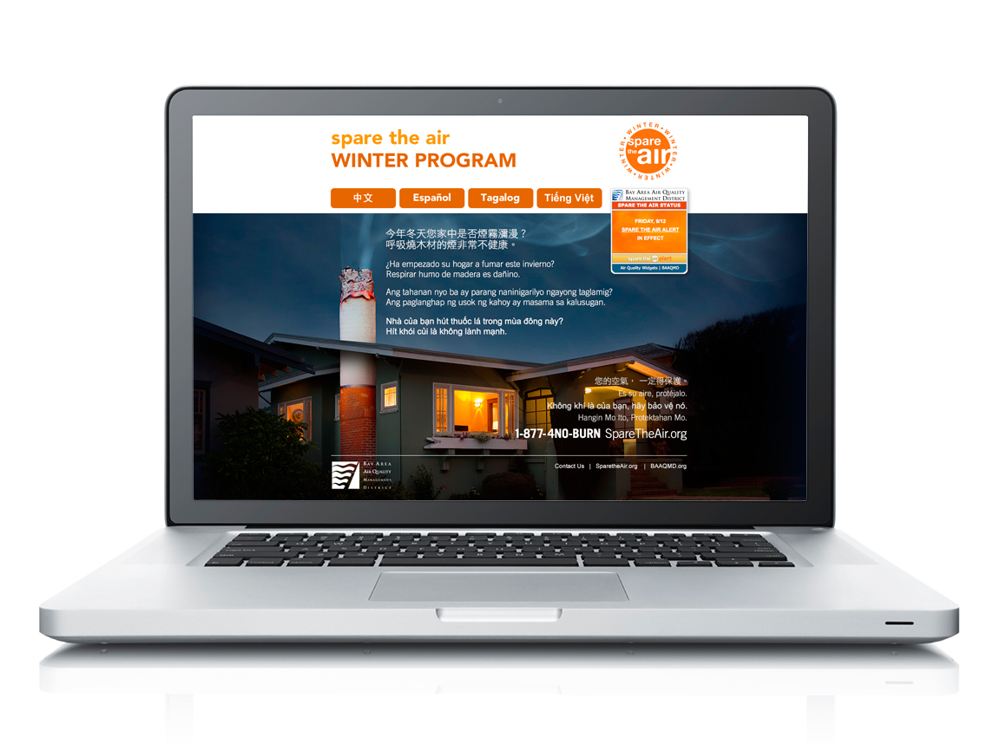 spare the air
WINTER PROGRAM
WINTER • WINTER • WINTER • WINTER •
spare
the air
中文
Español
Tagalog
Tiếng Việt
BAY AREA AIR QUALITY
MANAGEMENT DISTRICT
SPARE THE AIR STATUS
FRIDAY, 9/12
SPARE THE AIR ALERT
IN EFFECT
spare the air alert
Air Quality Widgets | BAAQMD
今年冬天您家中是否煙霧瀰漫？
呼吸燒木材的煙非常不健康。
¿Ha empezado su hogar a fumar este invierno?
Respirar humo de madera es dañino.
Ang tahanan nyo ba ay parang naninigarilyo ngayong taglamig?
Ang paglanghap ng usok ng kahoy ay masama sa kalusugan.
Nhà của bạn hút thuốc lá trong mùa đông này?
Hít khói củi là không lành mạnh.
您的空氣，一定得保護。
Es su aire, protéjalo.
Không khí là của bạn, hãy bảo vệ nó.
Hangin Mo Ito, Protektahan Mo.
1-877-4NO-BURN SpareTheAir.org
BAY AREA
AIR QUALITY
MANAGEMENT
DISTRICT
Contact Us | SparetheAir.org | BAAQMD.org